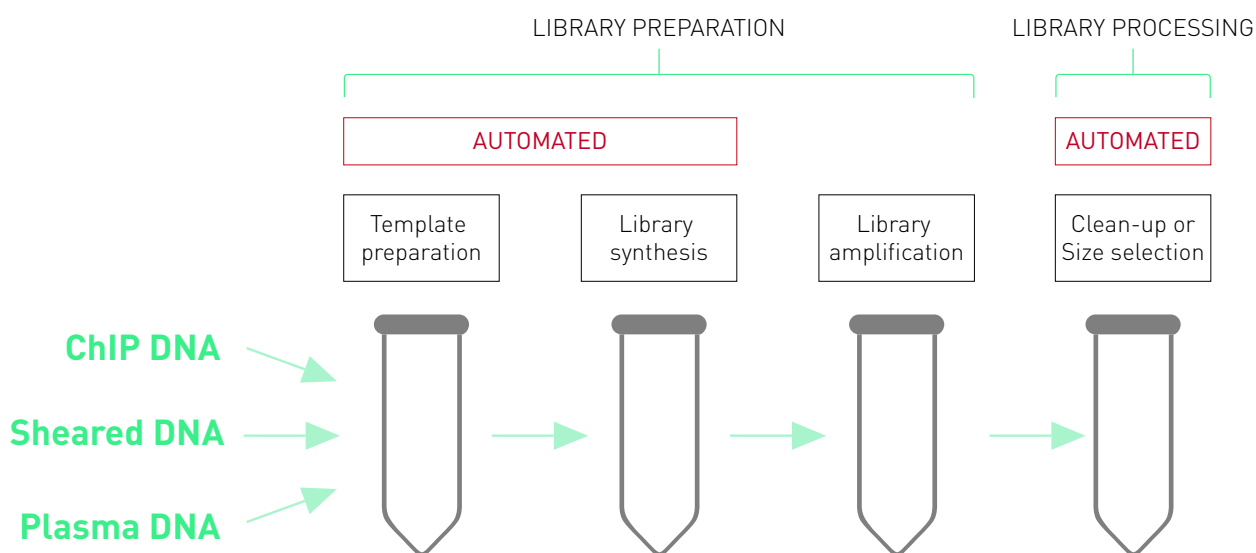 LIBRARY PREPARATION
LIBRARY PROCESSING
AUTOMATED
AUTOMATED
Template
preparation
Library
synthesis
Library
amplification
Clean-up or
Size selection
ChIP DNA
Sheared DNA
Plasma DNA